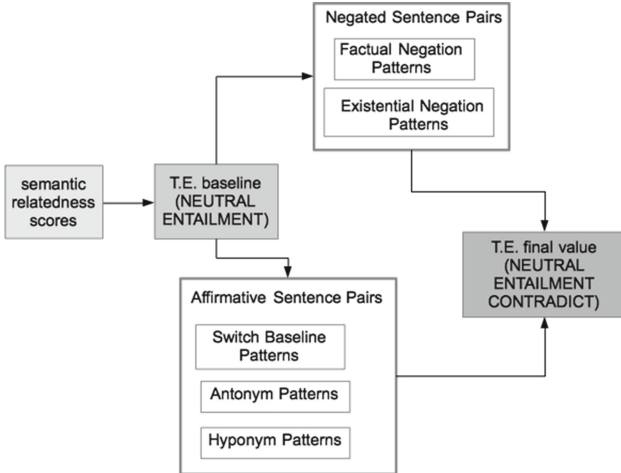 Negated Sentence Pairs
Factual Negation
Patterns
Existential Negation
Patterns
semantic
relatedness
scores
T.E. baseline
(NEUTRAL
ENTAILMENT)
T.E. final value
(NEUTRAL
ENTAILMENT
CONTRADICT)
Affirmative Sentence Pairs
Switch Baseline
Patterns
Antonym Patterns
Hyponym Patterns